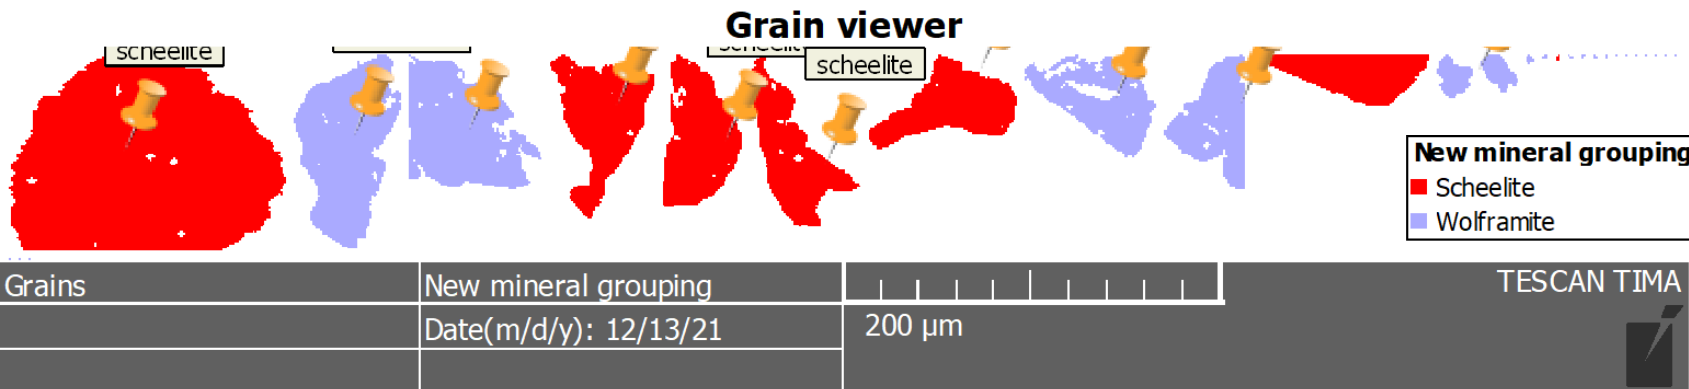 Grain viewer
scheelite
scheelite
scheelite
New mineral grouping
Scheelite
Wolframite
Grains
New mineral grouping
TESCAN TIMA
Date(m/d/y): 12/13/21
200 µm